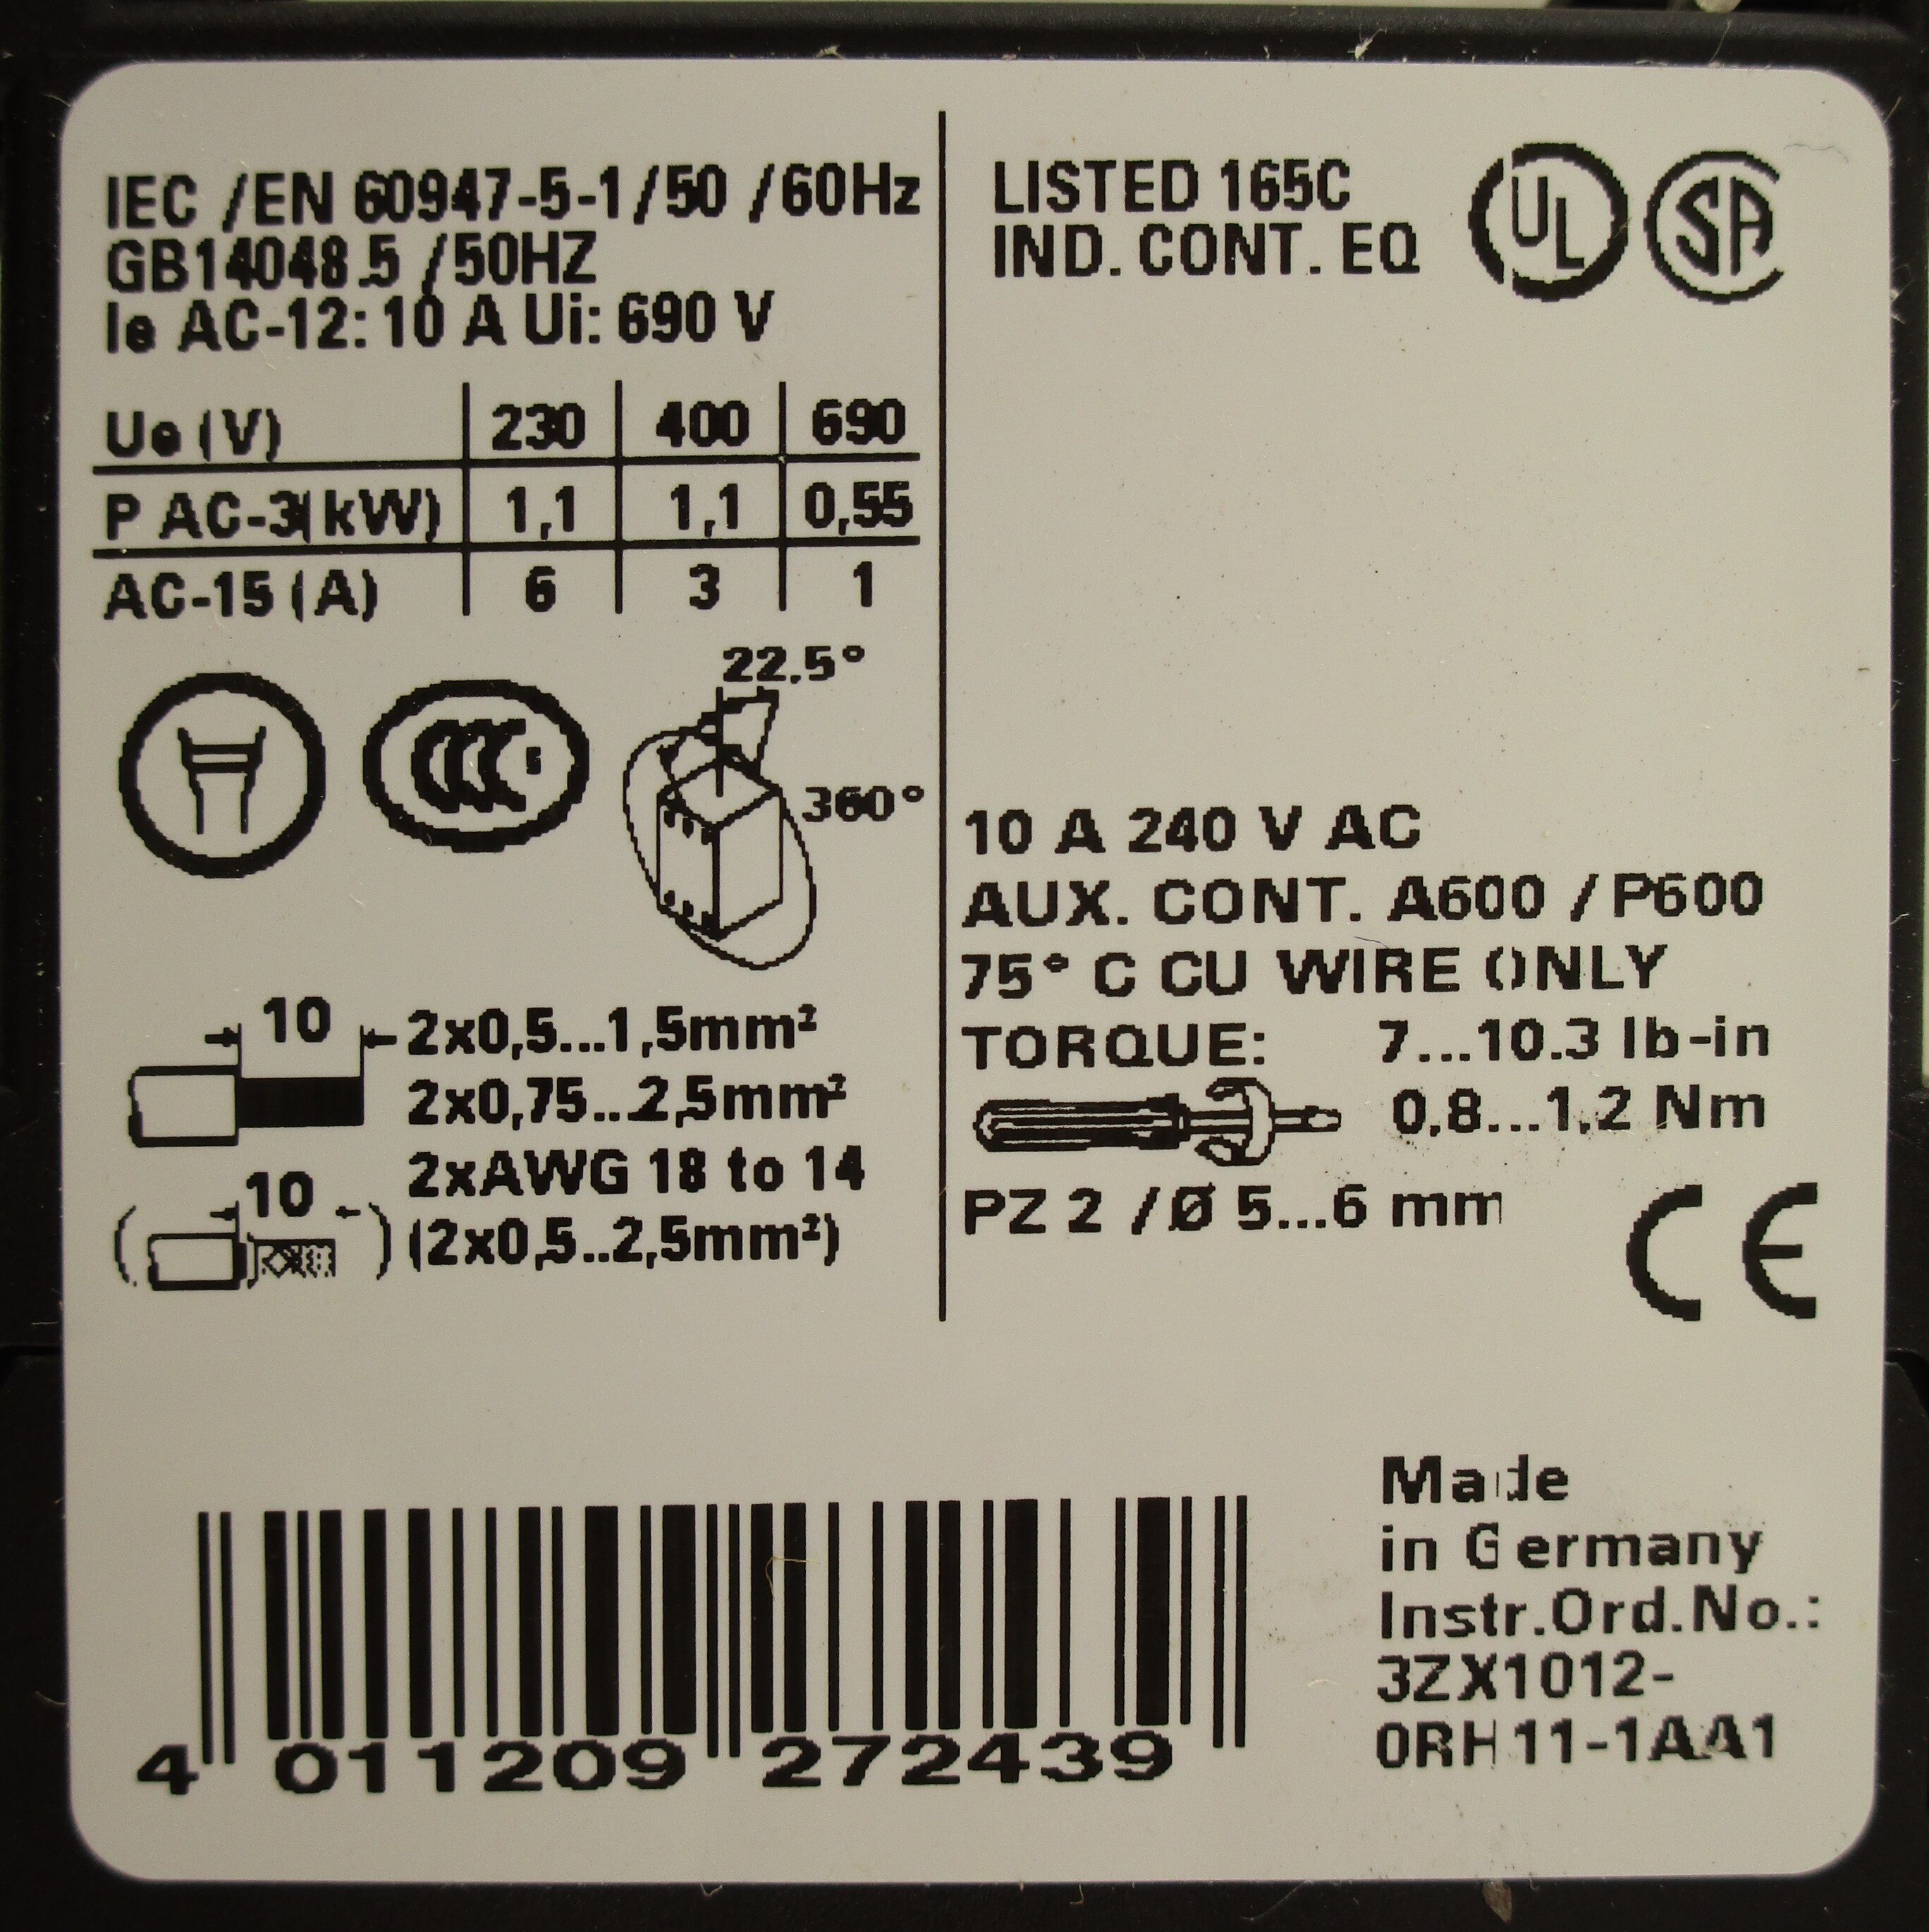 IEC /EN 60947-5-1/50 /60Hz
GB14048.5 /50HZ
Ie AC-12: 10 A Ui: 690 V
Ue (V) 230 400 690
P AC-3(kW) 1,1 1,1 0,55
AC-15 (A) 6 3 1
22.5°
CCC S
360°
10 2x0,5...1,5mm²
2x0,75...2,5mm²
2xAWG 18 to 14
(10) (2x0,5..2,5mm²)
LISTED 165C
IND. CONT. EQ
UL SA
10 A 240 V AC
AUX. CONT. A600 / P600
75° C CU WIRE ONLY
TORQUE: 7...10.3 lb-in
0,8...1,2 Nm
PZ 2 / Ø 5...6 mm
CE
Made
in Germany
Instr.Ord.No.:
3ZX1012-
0RH11-1AA1
4 011209 272439